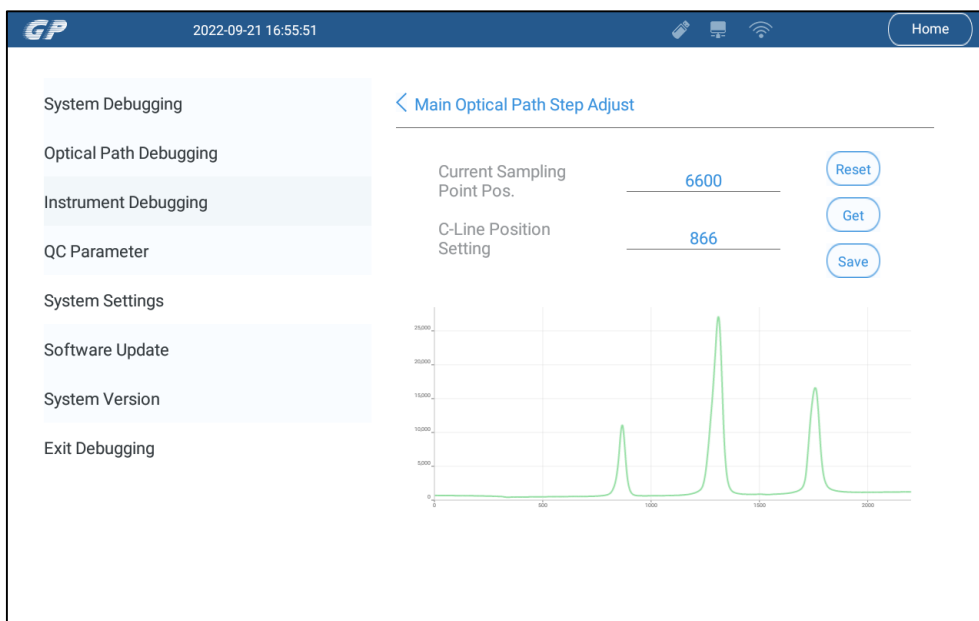 GP
2022-09-21 16:55:51
Home
System Debugging
Optical Path Debugging
Instrument Debugging
QC Parameter
System Settings
Software Update
System Version
Exit Debugging
Main Optical Path Step Adjust
Current Sampling
Point Pos.
6600
C-Line Position
Setting
866
Reset
Get
Save
25,000
20,000
15,000
10,000
5,000
0
0 500 1000 1500 2000